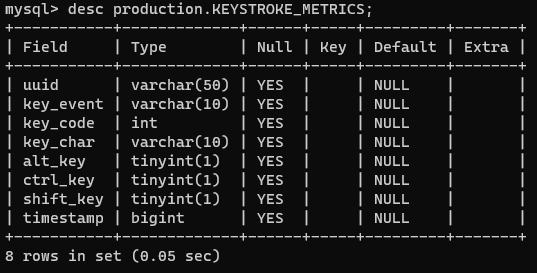 mysql> desc production.KEYSTROKE_METRICS;
+-----------+-------------+------+-----+---------+-------+
| Field     | Type        | Null | Key | Default | Extra |
+-----------+-------------+------+-----+---------+-------+
| uuid      | varchar(50) | YES  |     | NULL    |       |
| key_event | varchar(10) | YES  |     | NULL    |       |
| key_code  | int         | YES  |     | NULL    |       |
| key_char  | varchar(10) | YES  |     | NULL    |       |
| alt_key   | tinyint(1)  | YES  |     | NULL    |       |
| ctrl_key  | tinyint(1)  | YES  |     | NULL    |       |
| shift_key | tinyint(1)  | YES  |     | NULL    |       |
| timestamp | bigint      | YES  |     | NULL    |       |
+-----------+-------------+------+-----+---------+-------+
8 rows in set (0.05 sec)